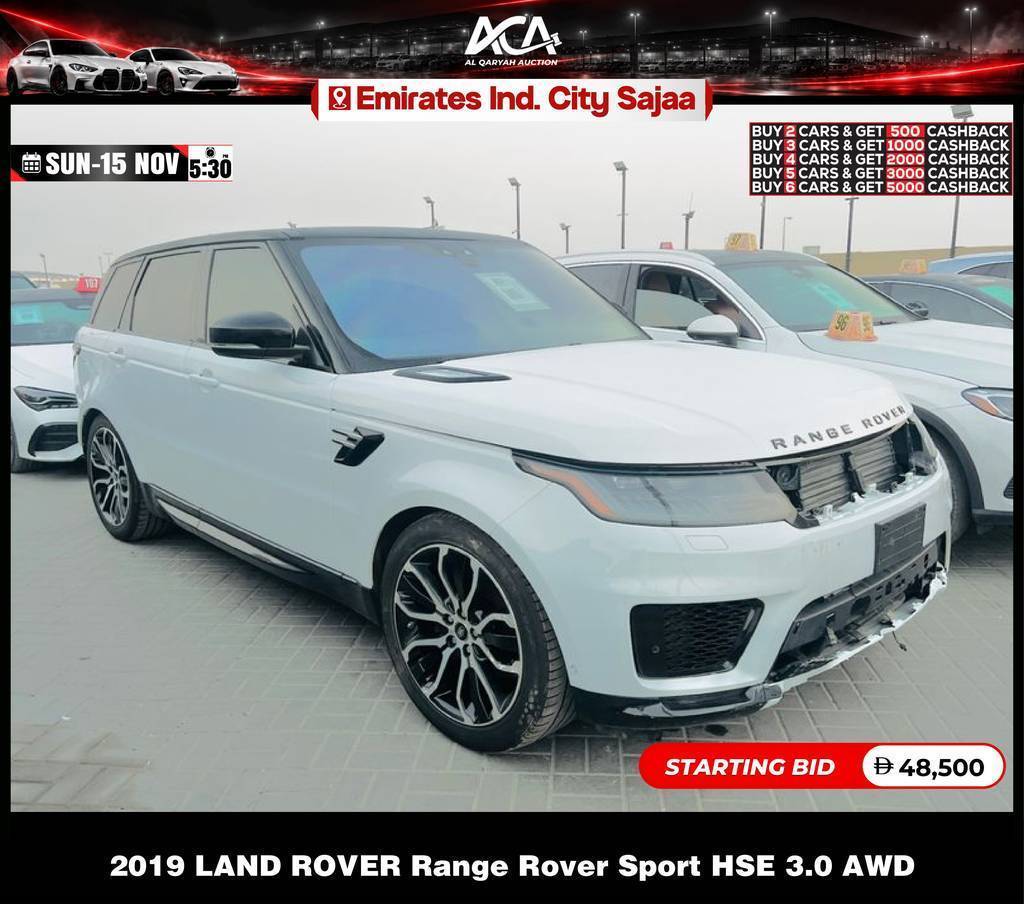 ACA
AL QARYAH AUCTION
Emirates Ind. City Sajaa
SUN-15 NOV 5:30 PM
BUY 2 CARS & GET 500 CASHBACK
BUY 3 CARS & GET 1000 CASHBACK
BUY 4 CARS & GET 2000 CASHBACK
BUY 5 CARS & GET 3000 CASHBACK
BUY 6 CARS & GET 5000 CASHBACK
97
96
RANGE ROVER
STARTING BID 48,500
2019 LAND ROVER Range Rover Sport HSE 3.0 AWD